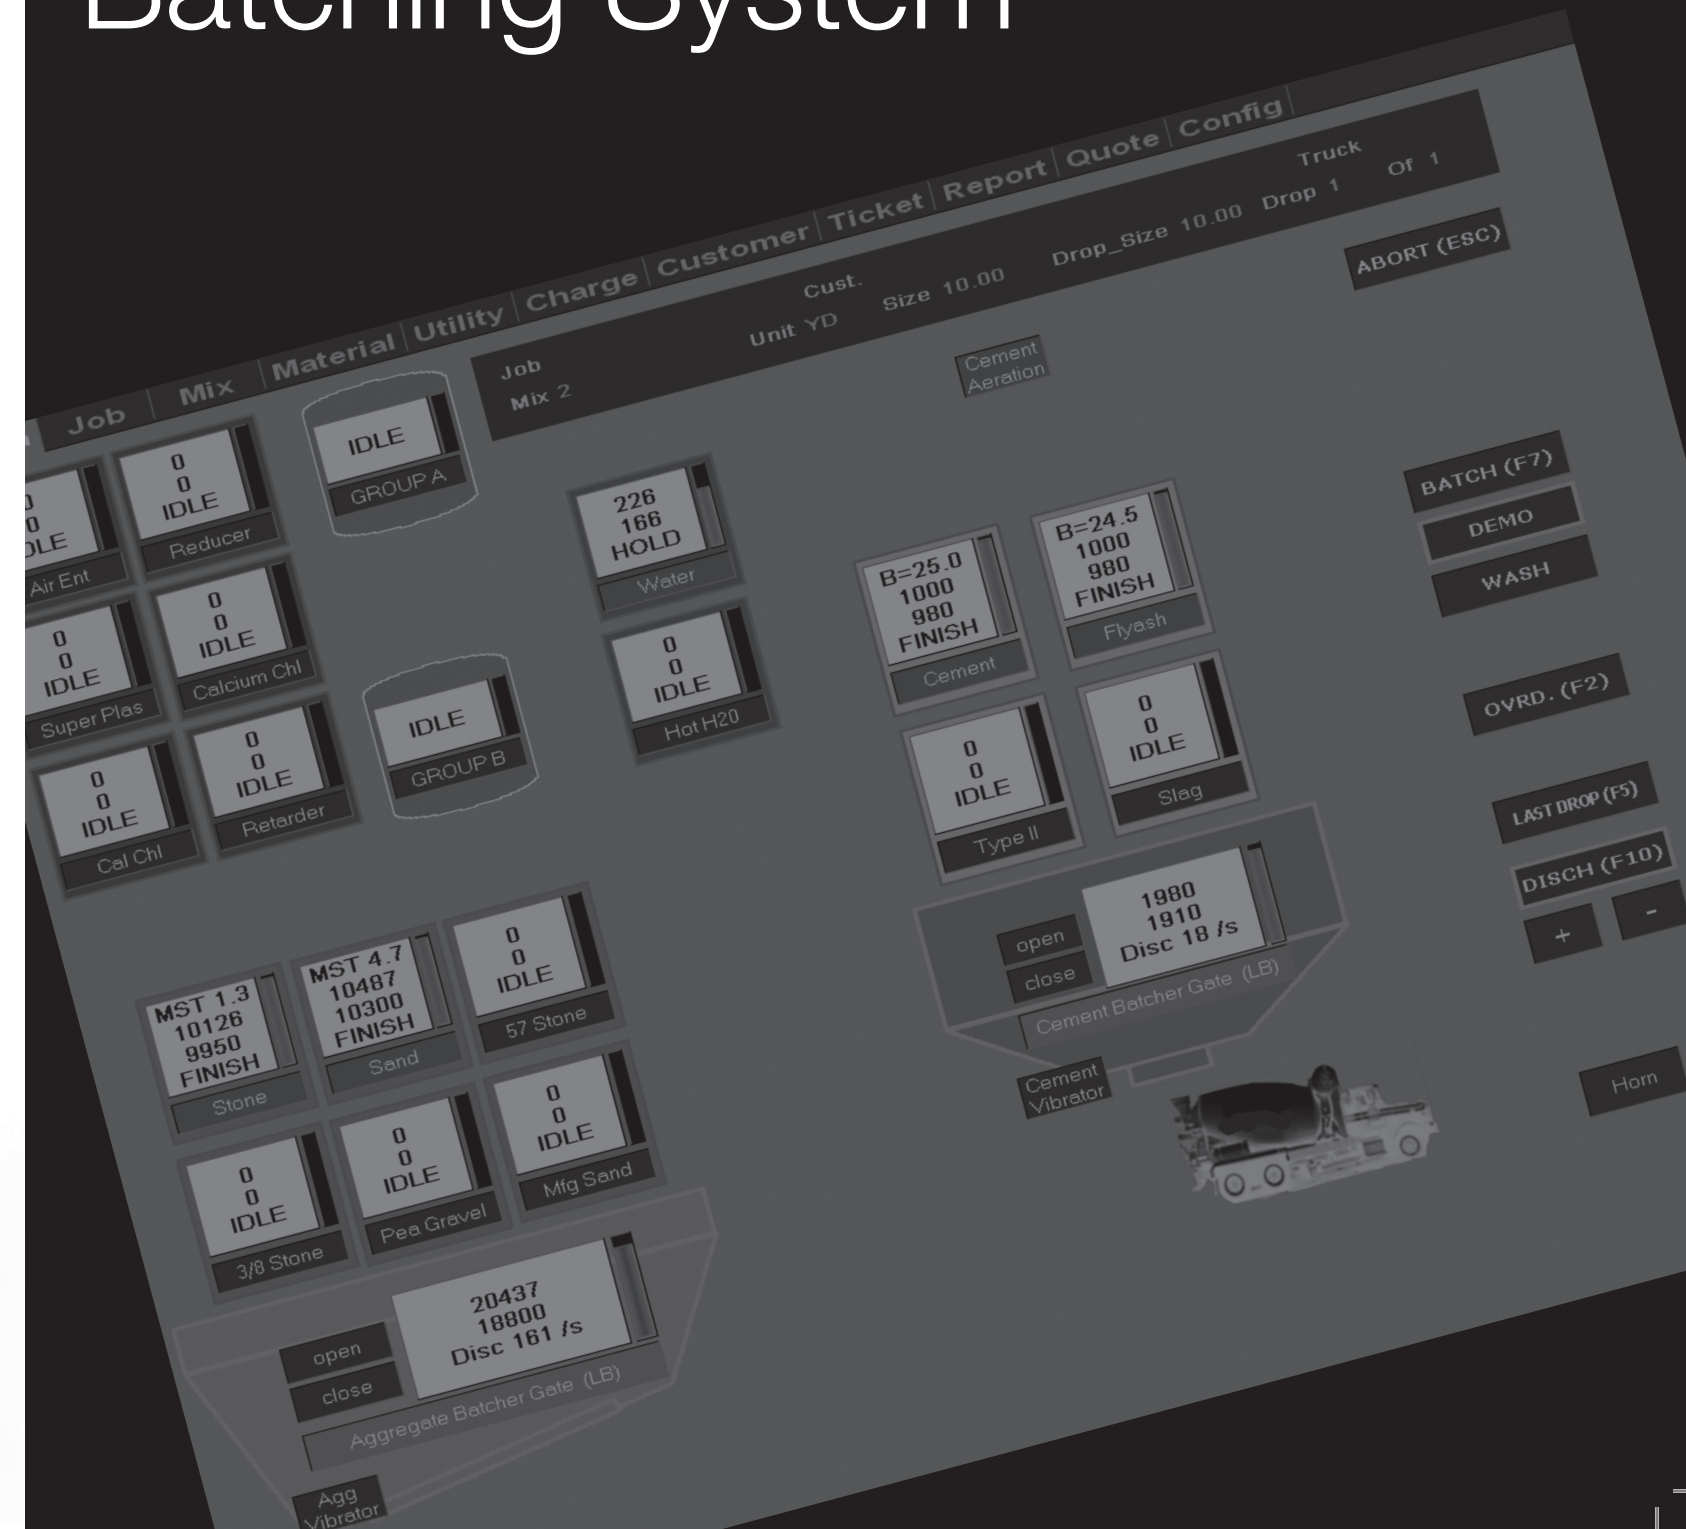 Batching System
Job
Mix
Material
Utility
Charge
Customer
Ticket
Report
Quote
Config
Job
Cust.
Truck
Mix 2
Unit YD
Size 10.00
Drop_Size 10.00
Drop 1
Of 1
ABORT (ESC)
Cement
Aeration
IDLE
GROUP A
0
0
IDLE
Reducer
Air Ent
0
0
IDLE
Super Plas
0
0
IDLE
Calcium Chl
0
0
IDLE
Cal Chl
0
0
IDLE
Retarder
IDLE
GROUP B
226
166
HOLD
Water
0
0
IDLE
Hot H20
B=25.0
1000
980
FINISH
Cement
B=24.5
1000
980
FINISH
Flyash
0
0
IDLE
Type II
0
0
IDLE
Slag
BATCH (F7)
DEMO
WASH
OVRD. (F2)
LAST DROP (F5)
DISCH (F10)
+
-
Horn
open
close
1980
1910
Disc 18 /s
Cement Batcher Gate (LB)
Cement
Vibrator
MST 1.3
10126
9950
FINISH
Stone
MST 4.7
10487
10300
FINISH
Sand
0
0
IDLE
57 Stone
0
0
IDLE
3/8 Stone
0
0
IDLE
Pea Gravel
0
0
IDLE
Mfg Sand
open
close
20437
18800
Disc 161 /s
Aggregate Batcher Gate (LB)
Agg
Vibrator